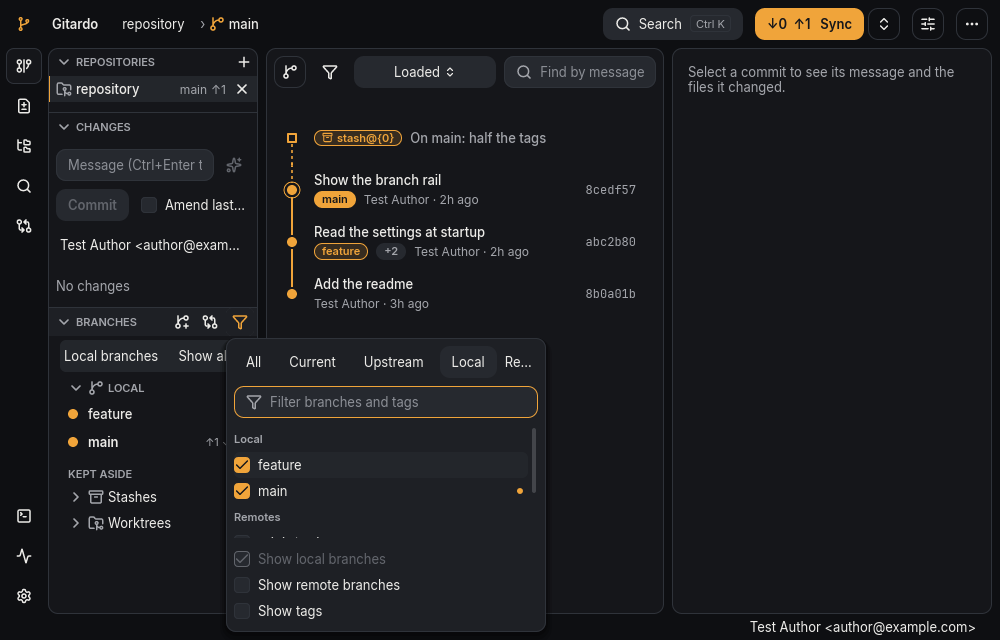 Gitardo
repository
main
Search Ctrl K
↓0 ↑1 Sync
REPOSITORIES
repository main ↑1
CHANGES
Message (Ctrl+Enter t
Commit
Amend last...
Test Author <author@exam...
No changes
BRANCHES
Local branches
LOCAL
feature
main ↑1
KEPT ASIDE
Stashes
Worktrees
Loaded
Find by message
stash@{0} On main: half the tags
Show the branch rail
main Test Author · 2h ago
8cedf57
Read the settings at startup
feature +2 Test Author · 2h ago
abc2b80
Add the readme
Test Author · 3h ago
8b0a01b
All Current Upstream Local Re...
Filter branches and tags
Local
feature
main
Remotes
Show local branches
Show remote branches
Show tags
Select a commit to see its message and the
files it changed.
Test Author <author@example.com>